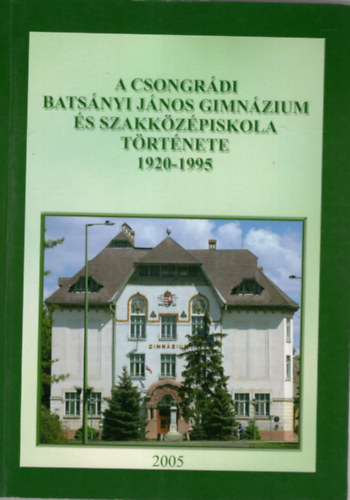 A CSONGRÁDI
BATSÁNYI JÁNOS GIMNÁZIUM
ÉS SZAKKÖZÉPISKOLA
TÖRTÉNETE
1920-1995
GIMNÁZIUM
2005